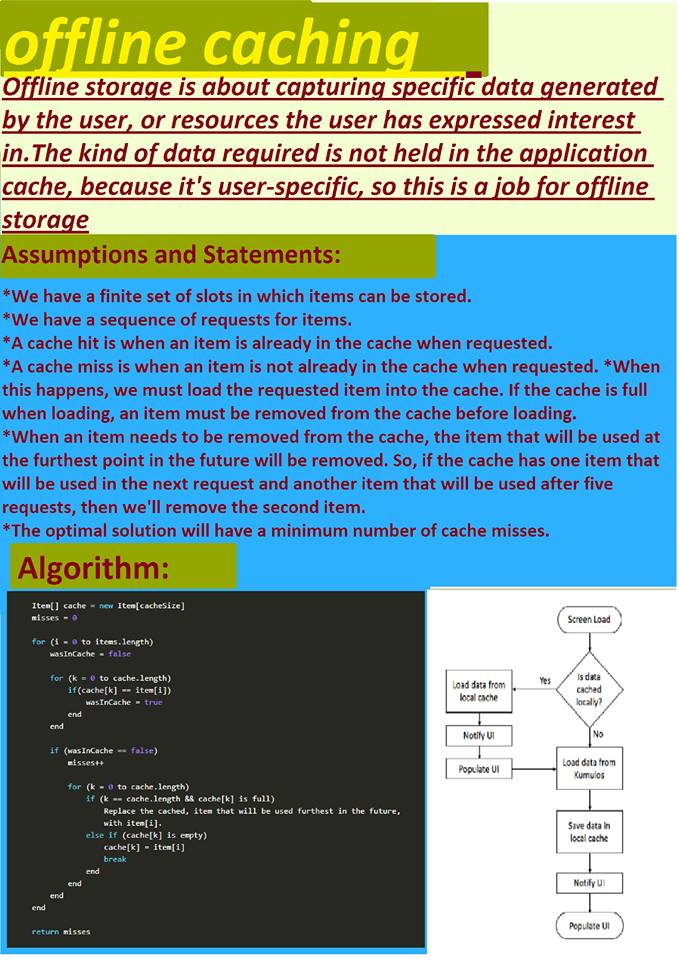 offline caching
Offline storage is about capturing specific data generated
by the user, or resources the user has expressed interest
in.The kind of data required is not held in the application
cache, because it's user-specific, so this is a job for offline
storage
Assumptions and Statements:
*We have a finite set of slots in which items can be stored.
*We have a sequence of requests for items.
*A cache hit is when an item is already in the cache when requested.
*A cache miss is when an item is not already in the cache when requested. *When
this happens, we must load the requested item into the cache. If the cache is full
when loading, an item must be removed from the cache before loading.
*When an item needs to be removed from the cache, the item that will be used at
the furthest point in the future will be removed. So, if the cache has one item that
will be used in the next request and another item that will be used after five
requests, then we'll remove the second item.
*The optimal solution will have a minimum number of cache misses.
Algorithm:
Item[] cache = new Item[cacheSize]
misses = 0
for (i = 0 to items.length)
wasInCache = false
for (k = 0 to cache.length)
if(cache[k] == item[i])
wasInCache = true
end
end
if (wasInCache == false)
misses++
for (k = 0 to cache.length)
if (k == cache.length && cache[k] is full)
Replace the cached, item that will be used furthest in the future,
with item[i].
else if (cache[k] is empty)
cache[k] = item[i]
break
end
end
end
end
return misses
Screen Load
Is data
cached
locally?
Yes
No
Load data from
local cache
Notify UI
Populate UI
Load data from
Kumulos
Save data in
local cache
Notify UI
Populate UI